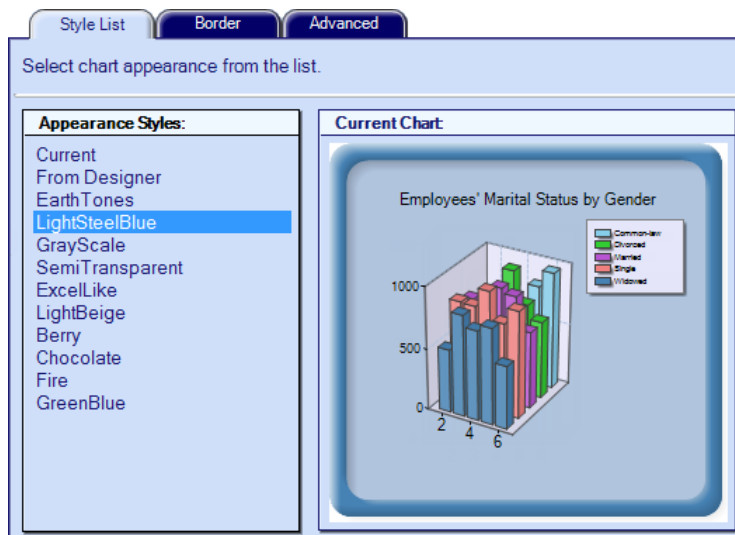 Style List
Border
Advanced
Select chart appearance from the list.
Appearance Styles:
Current
From Designer
EarthTones
LightSteelBlue
GrayScale
SemiTransparent
ExcelLike
LightBeige
Berry
Chocolate
Fire
GreenBlue
Current Chart:
Employees' Marital Status by Gender
Common-law
Divorced
Married
Single
Widowed
1000
500
0
2
4
6